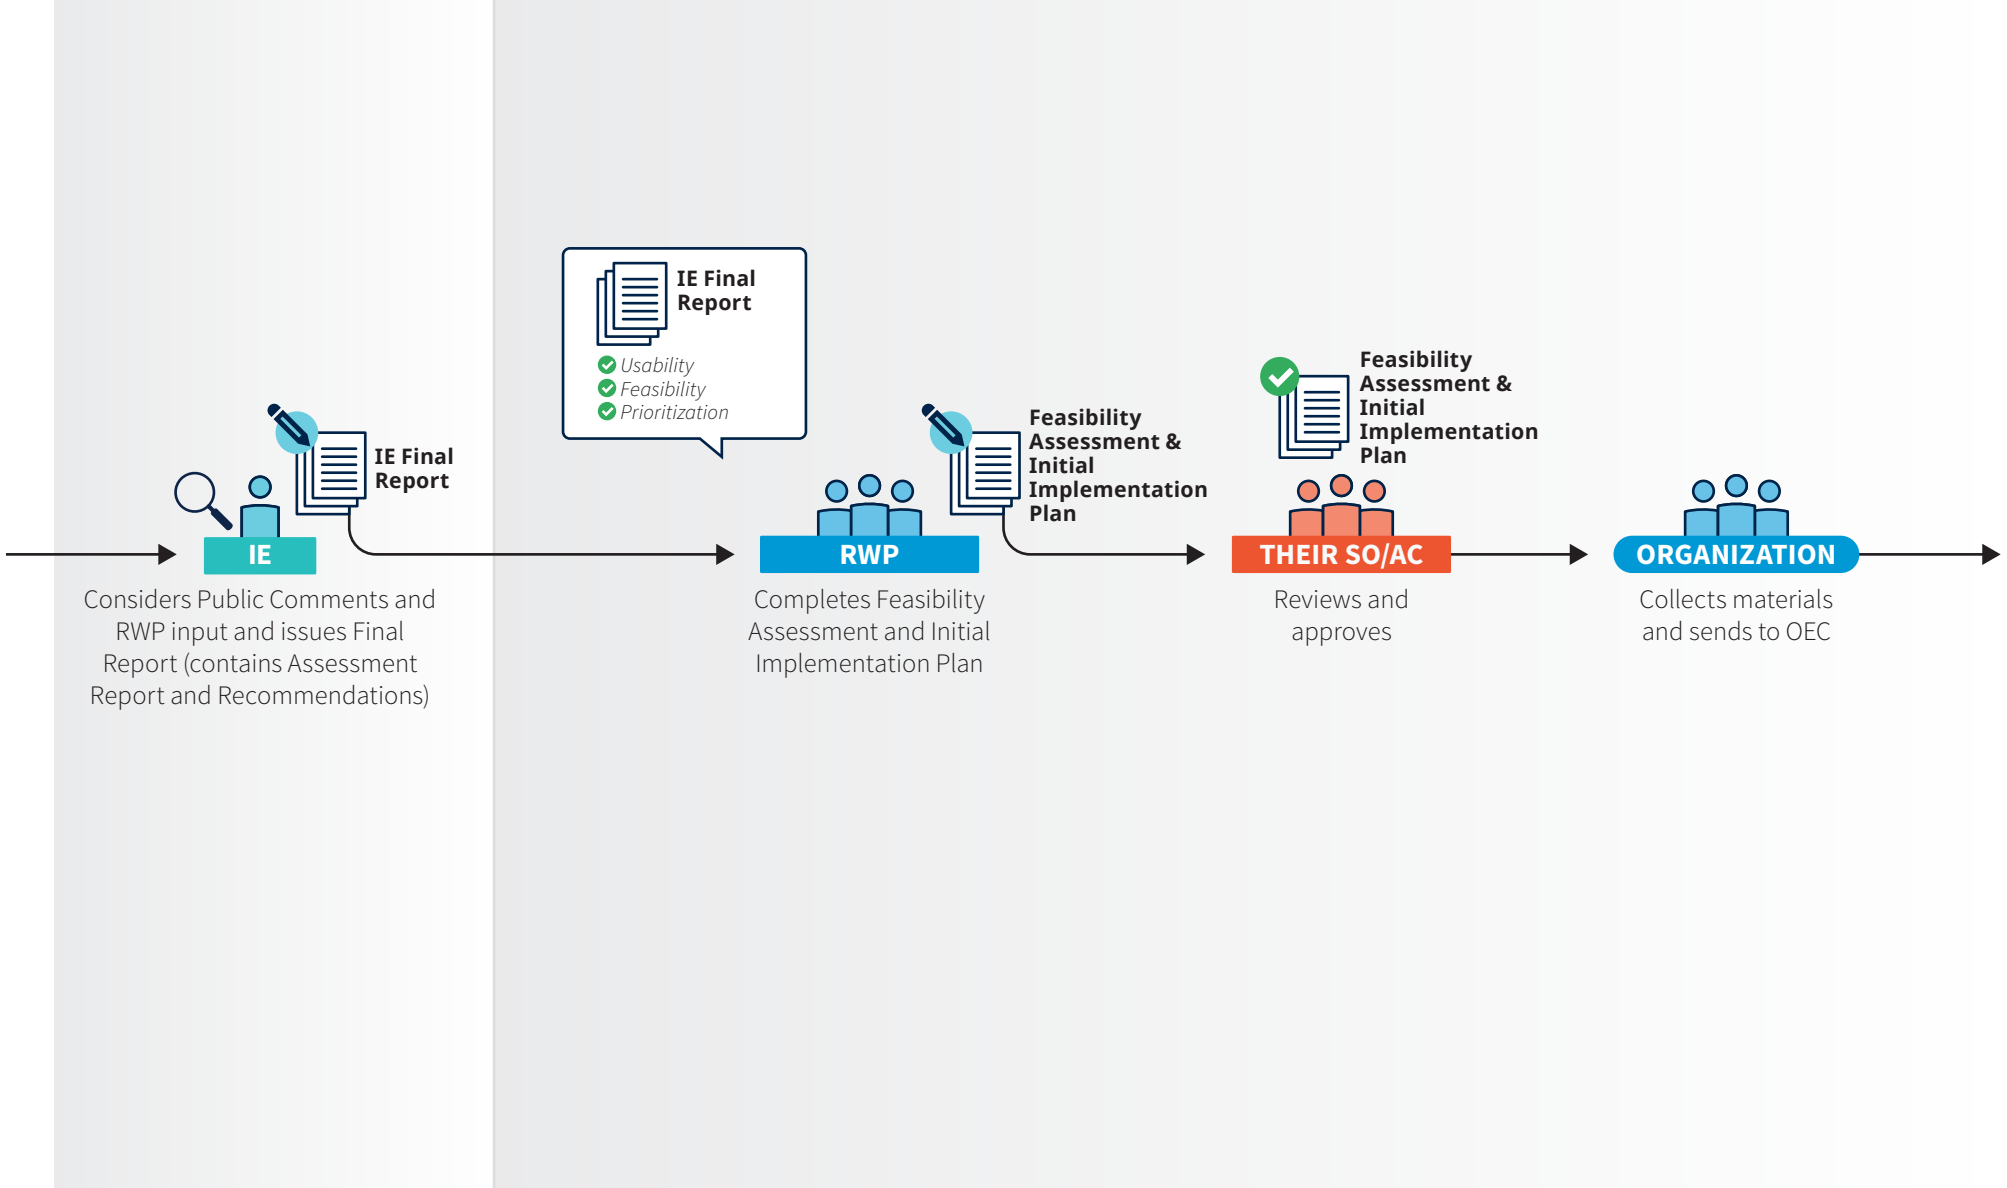 IE Final
Report
IE
Considers Public Comments and
RWP input and issues Final
Report (contains Assessment
Report and Recommendations)
IE Final
Report
Usability
Feasibility
Prioritization
Feasibility
Assessment &
Initial
Implementation
Plan
RWP
Completes Feasibility
Assessment and Initial
Implementation Plan
Feasibility
Assessment &
Initial
Implementation
Plan
THEIR SO/AC
Reviews and
approves
ORGANIZATION
Collects materials
and sends to OEC